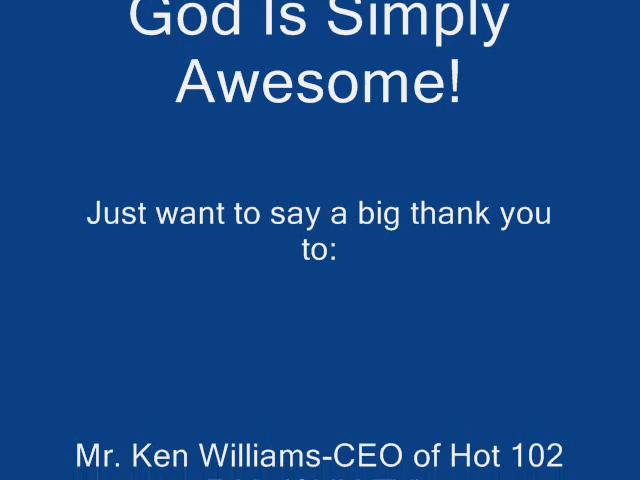 God Is Simply
Awesome!
Just want to say a big thank you
to:
Mr. Ken Williams-CEO of Hot 102